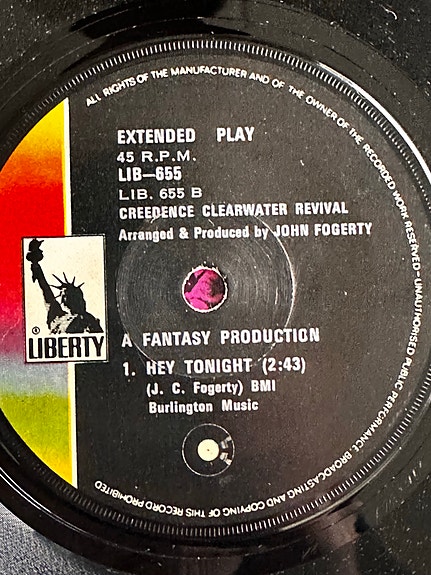 ALL RIGHTS OF THE MANUFACTURER AND OF THE OWNER OF THE RECORDED WORK RESERVED - UNAUTHORISED PUBLIC PERFORMANCE BROADCASTING AND COPYING OF THIS RECORD PROHIBITED
EXTENDED PLAY
45 R.P.M.
LIB—655
LIB. 655 B
CREEDENCE CLEARWATER REVIVAL
Arranged & Produced by JOHN FOGERTY
® LIBERTY
A FANTASY PRODUCTION
1. HEY TONIGHT (2:43)
(J. C. Fogerty) BMI
Burlington Music